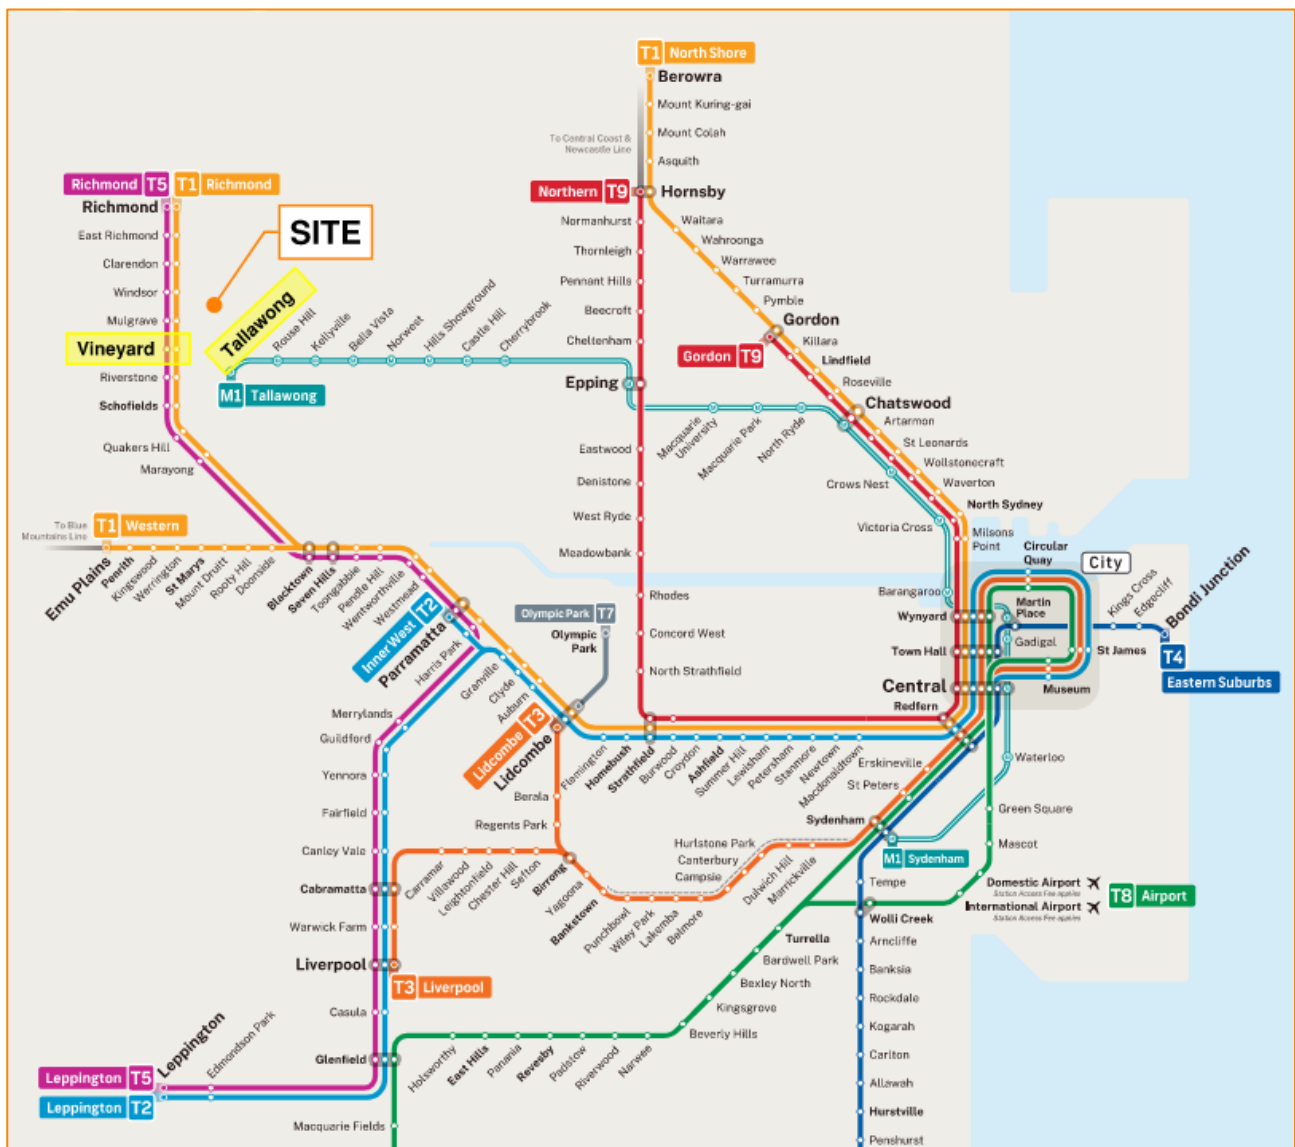 T1 North Shore
Berowra
Mount Kuring-gai
Mount Colah
Asquith
To Central Coast &
Newcastle Line
Northern T9
Hornsby
Richmond T5
T1 Richmond
Richmond
East Richmond
Clarendon
Windsor
Mulgrave
Vineyard
Riverstone
Schofields
Quakers Hill
Marayong
SITE
Tallawong
Rouse Hill
Kellyville
Bella Vista
Norwest
Hills Showground
Castle Hill
Cherrybrook
M1 Tallawong
Normanhurst
Thornleigh
Pennant Hills
Beecroft
Cheltenham
Epping
Eastwood
Denistone
West Ryde
Meadowbank
Rhodes
Concord West
North Strathfield
Waitara
Wahroonga
Warrawee
Turramurra
Pymble
Gordon
Gordon T9
Killara
Lindfield
Roseville
Chatswood
Artarmon
St Leonards
Wollstonecraft
Waverton
North Sydney
Milsons
Point
Macquarie
University
Macquarie Park
North Ryde
Crows Nest
Victoria Cross
Barangaroo
To Blue
Mountains Line
T1 Western
Emu Plains
Penrith
Kingswood
Werrington
St Marys
Mount Druitt
Rooty Hill
Doonside
Blacktown
Seven Hills
Toongabbie
Pendle Hill
Wentworthville
Westmead
Inner West T2
Parramatta
Harris Park
Granville
Clyde
Auburn
Lidcombe T3
Lidcombe
Olympic Park T7
Olympic
Park
Flemington
Homebush
Strathfield
Burwood
Croydon
Ashfield
Summer Hill
Lewisham
Petersham
Stanmore
Newtown
Macdonaldtown
Circular
Quay
City
Wynyard
Martin
Place
Gadigal
Town Hall
St James
Central
Museum
Redfern
Kings Cross
Edgecliff
Bondi Junction
T4
Eastern Suburbs
Waterloo
Erskineville
St Peters
Sydenham
M1 Sydenham
Green Square
Mascot
Domestic Airport
Station Access Fee applies
International Airport
Station Access Fee applies
T8 Airport
Merrylands
Guildford
Yennora
Fairfield
Canley Vale
Cabramatta
Warwick Farm
Liverpool
T3 Liverpool
Casula
Glenfield
Macquarie Fields
Leppington
Edmondson Park
Leppington T5
Leppington T2
Berala
Regents Park
Carramar
Villawood
Leightonfield
Chester Hill
Sefton
Birrong
Yagoona
Bankstown
Punchbowl
Wiley Park
Lakemba
Belmore
Hurlstone Park
Canterbury
Campsie
Dulwich Hill
Marrickville
Tempe
Wolli Creek
Arncliffe
Banksia
Rockdale
Kogarah
Carlton
Allawah
Hurstville
Penshurst
Turrella
Bardwell Park
Bexley North
Kingsgrove
Beverly Hills
Holsworthy
East Hills
Panania
Revesby
Padstow
Riverwood
Narwee